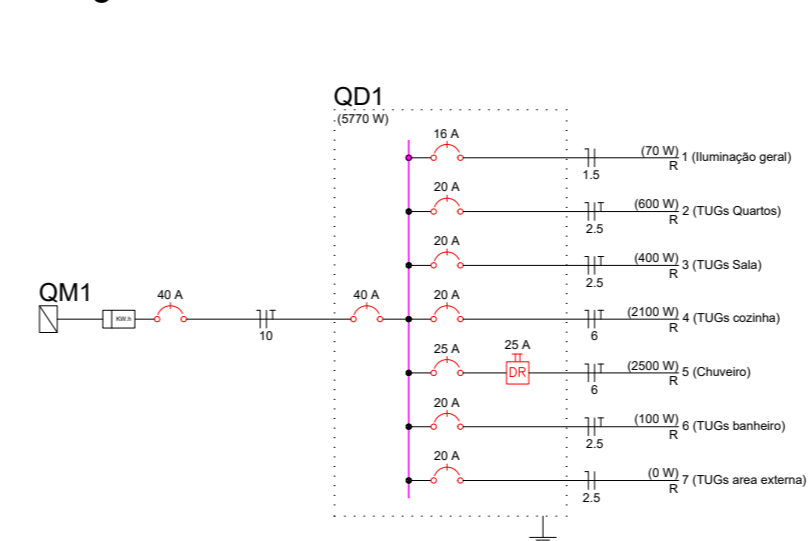 QD1
(5770 W)
16 A
(70 W) 1 (Iluminação geral)
R
1.5
20 A
(600 W) 2 (TUGs Quartos)
R
T
2.5
20 A
(400 W) 3 (TUGs Sala)
R
T
2.5
QM1
KW.h
40 A
T
10
40 A
20 A
(2100 W) 4 (TUGs cozinha)
R
T
6
25 A
25 A
DR
(2500 W) 5 (Chuveiro)
R
T
6
20 A
(100 W) 6 (TUGs banheiro)
R
T
2.5
20 A
(0 W) 7 (TUGs area externa)
R
2.5